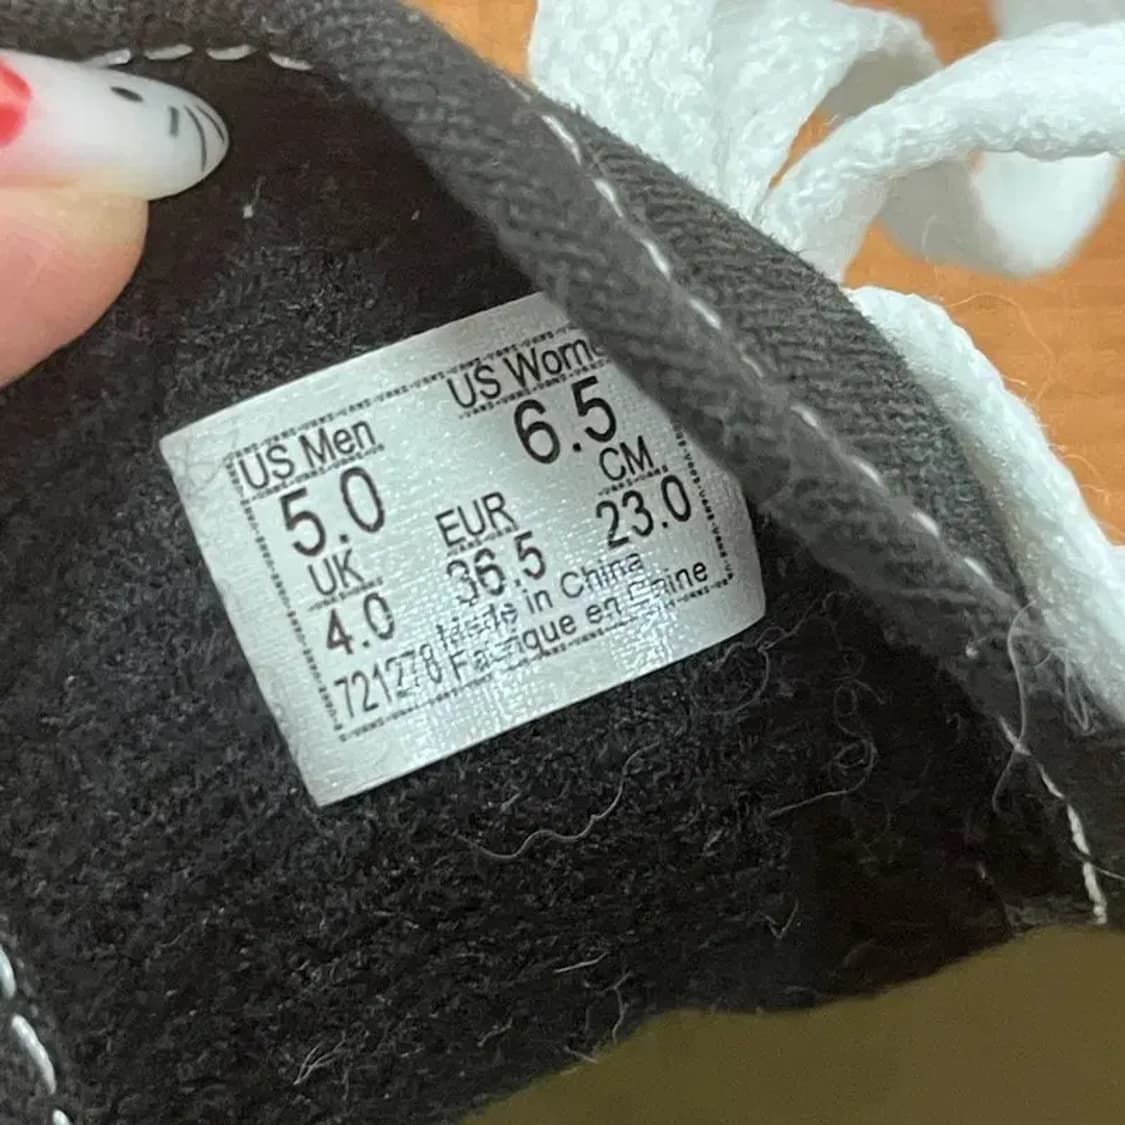 US Men US Wome
5.0 6.5
UK EUR CM
4.0 36.5 23.0
721278 Made in China
Fabrique en Chine